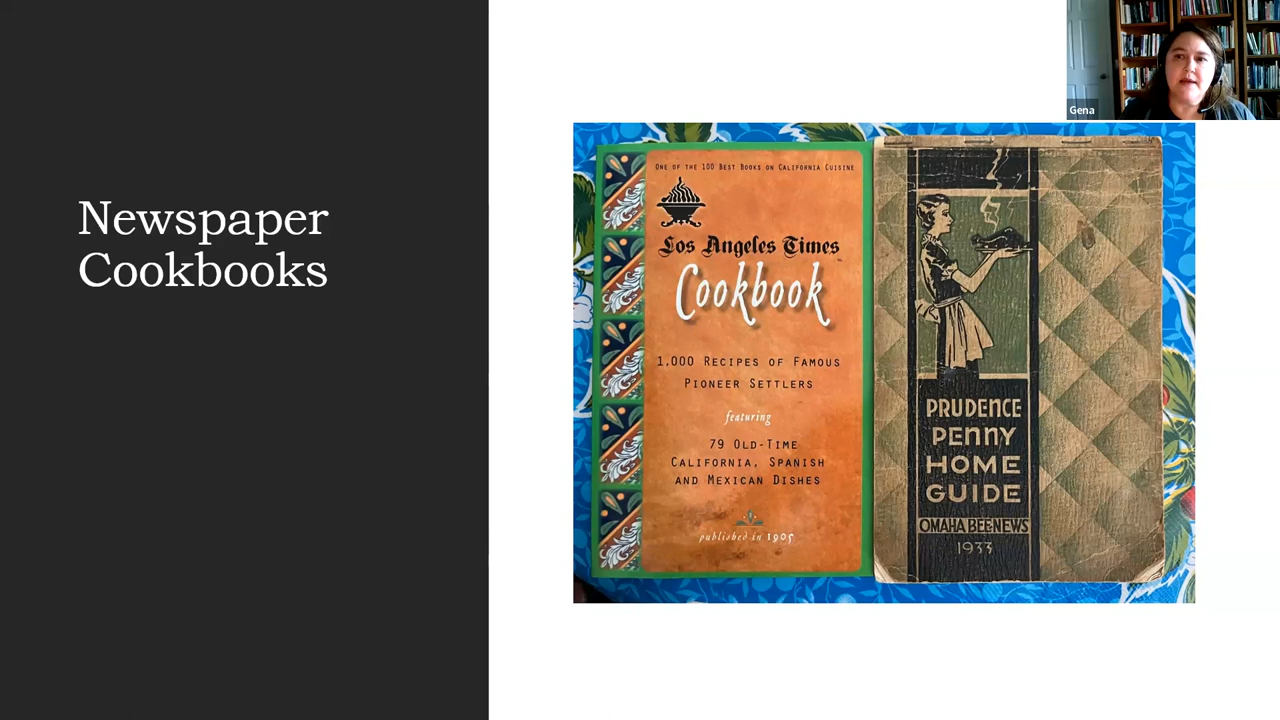 Newspaper
Cookbooks
Gena
One of the 100 Best Books on California Cuisine
Los Angeles Times
Cookbook
1,000 Recipes of Famous
Pioneer Settlers
featuring
79 Old-Time
California, Spanish
and Mexican Dishes
published in 1905
PRUDENCE
PENNY
HOME
GUIDE
OMAHA BEE-NEWS
1933